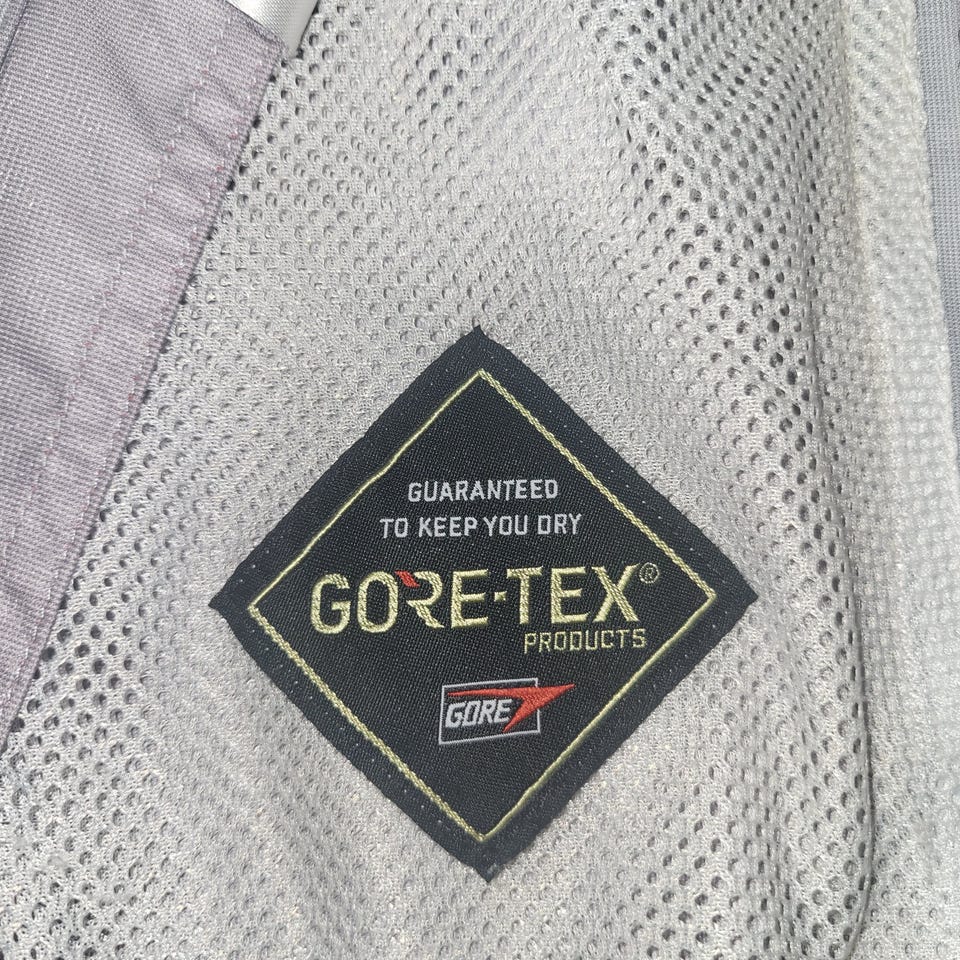 GUARANTEED
TO KEEP YOU DRY
GORE-TEX®
PRODUCTS
GORE